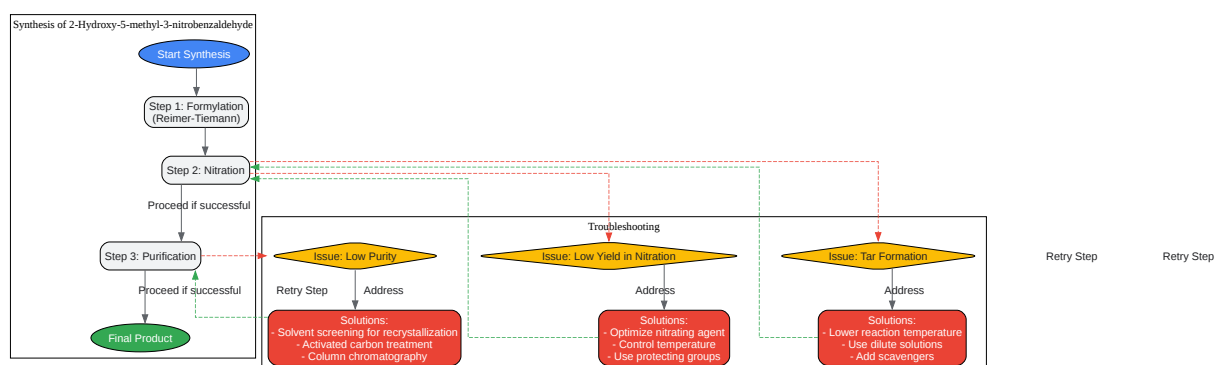 Synthesis of 2-Hydroxy-5-methyl-3-nitrobenzaldehyde
Start Synthesis
Step 1: Formylation
(Reimer-Tiemann)
Step 2: Nitration
Proceed if successful
Step 3: Purification
Proceed if successful
Final Product
Troubleshooting
Issue: Low Purity
Issue: Low Yield in Nitration
Issue: Tar Formation
Retry Step
Retry Step
Retry Step
Address
Address
Address
Solutions:
- Solvent screening for recrystallization
- Activated carbon treatment
- Column chromatography
Solutions:
- Optimize nitrating agent
- Control temperature
- Use protecting groups
Solutions:
- Lower reaction temperature
- Use dilute solutions
- Add scavengers